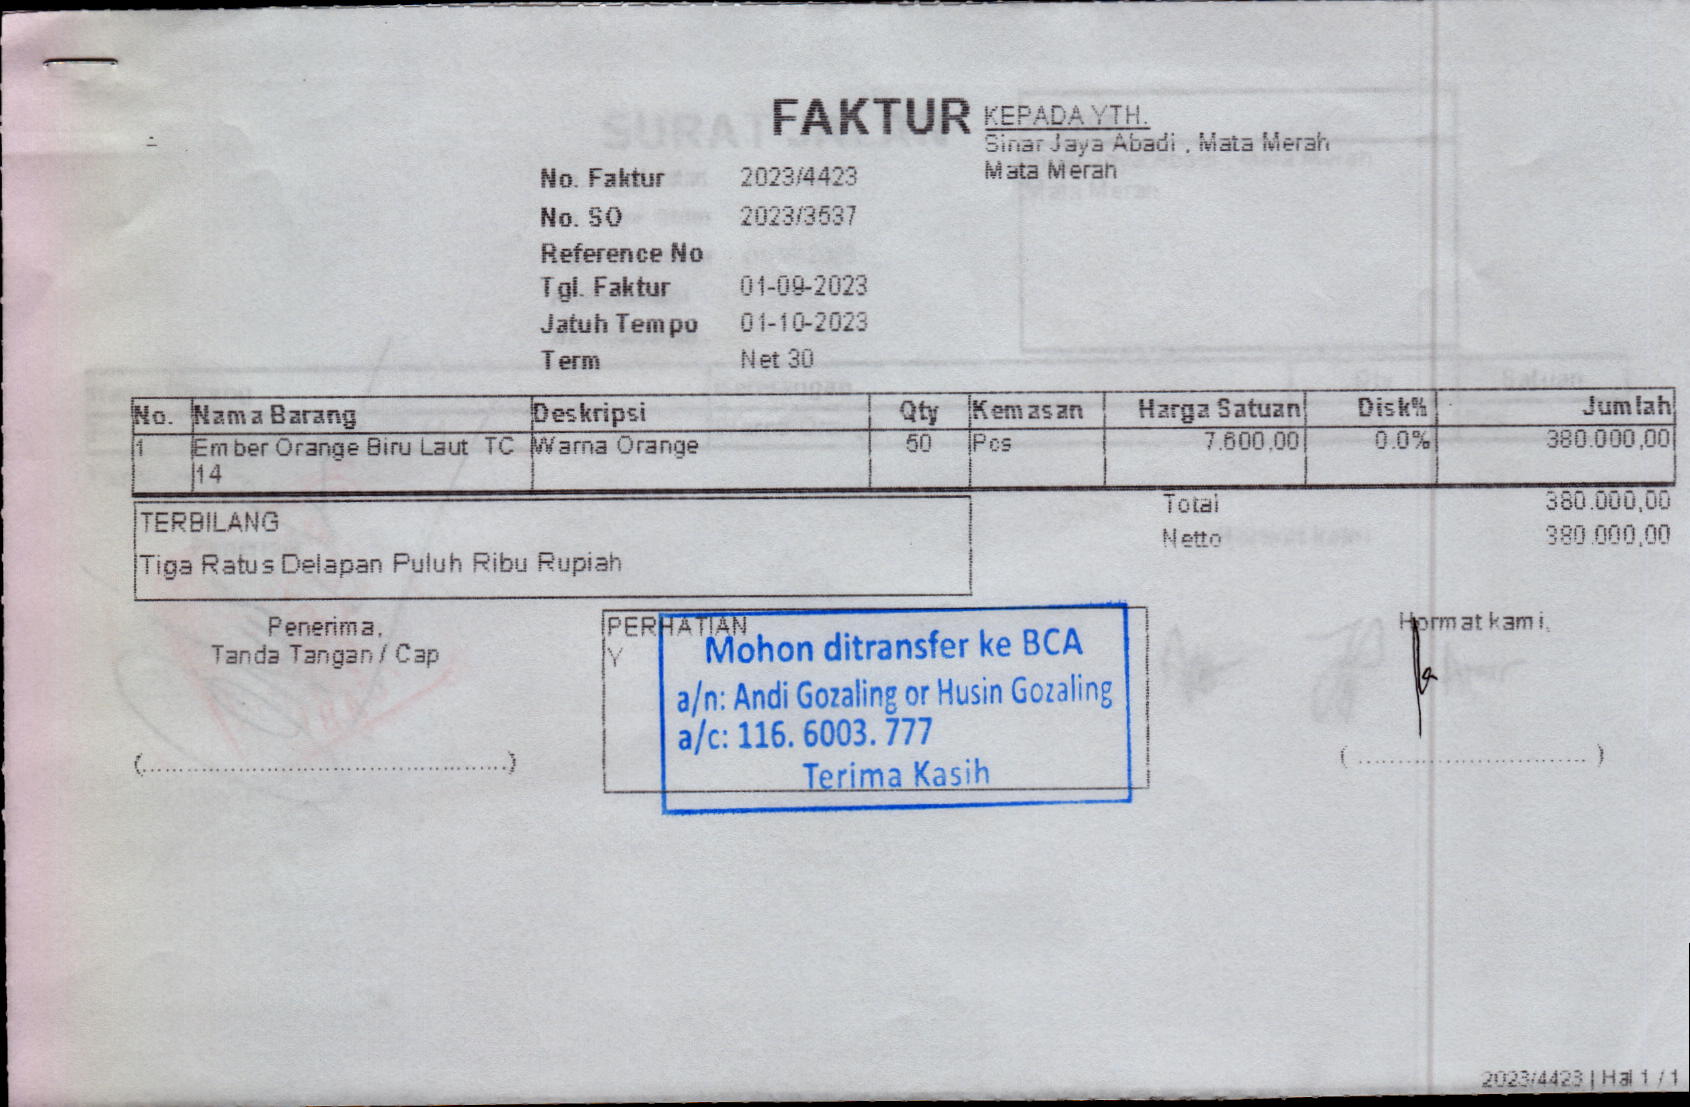 FAKTUR
KEPADA YTH.
Sinar Jaya Abadi , Mata Merah
Mata Merah
No. Faktur 2023/4423
No. SO 2023/3537
Reference No
Tgl. Faktur 01-09-2023
Jatuh Tempo 01-10-2023
Term Net 30
No. Nama Barang Deskripsi Qty Kemasan Harga Satuan Disk% Jumlah
1 Ember Orange Biru Laut TC Warna Orange 50 Pcs 7.600,00 0.0% 380.000,00
14
Total 380.000,00
Netto 380.000,00
TERBILANG
Tiga Ratus Delapan Puluh Ribu Rupiah
Penerima,
Tanda Tangan / Cap
PERHATIAN
Y
Mohon ditransfer ke BCA
a/n: Andi Gozaling or Husin Gozaling
a/c: 116. 6003. 777
Terima Kasih
Hormat kami,
2023/4423 | Hal 1 / 1